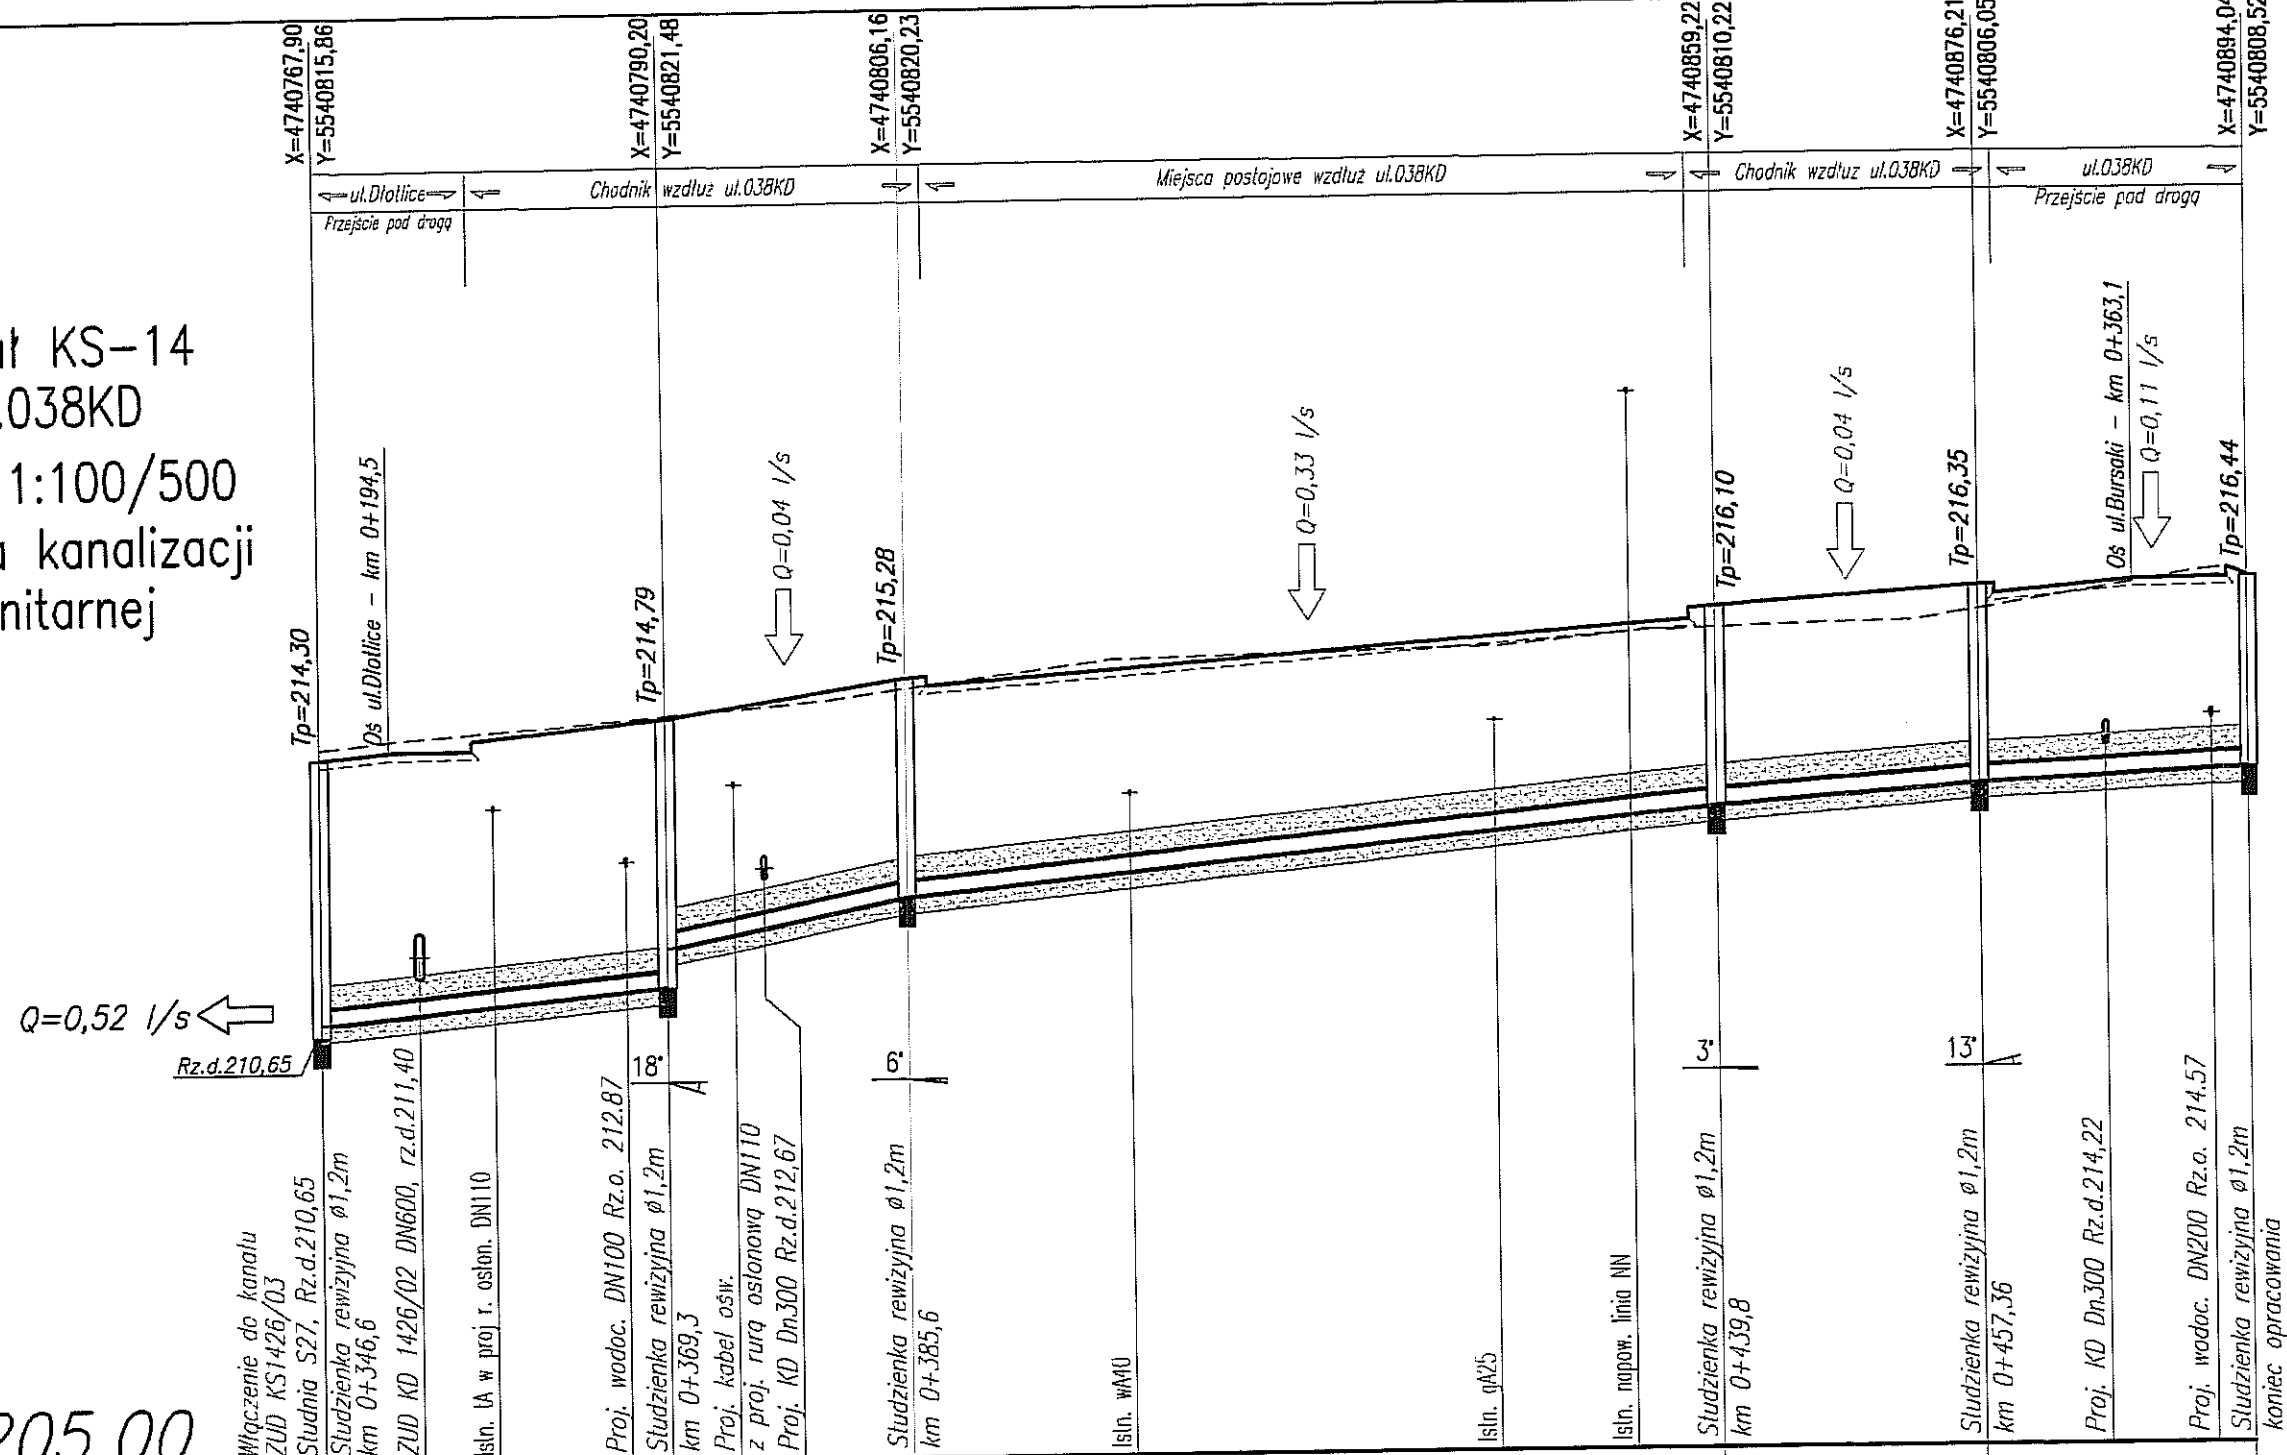 X=4740767,90
Y=5540815,86
X=4740790,20
Y=5540821,48
X=4740806,16
Y=5540820,23
X=4740859,22
Y=5540810,22
X=4740876,21
Y=5540806,05
X=4740894,04
Y=5540808,52
ul.Dłotlice
Przejście pod drogą
Chodnik wzdłuż ul.038KD
Miejsca postojowe wzdłuż ul.038KD
Chodnik wzdłuż ul.038KD
ul.038KD
Przejście pod drogą
KS-14
.038KD
1:100/500
kanalizacji
nitarnej
Tp=214,30
Oś ul.Dłotlice - km 0+194,5
Tp=214,79
Q=0,04 l/s
Tp=215,28
Q=0,33 l/s
Tp=216,10
Q=0,04 l/s
Tp=216,35
Oś ul.Bursaki - km 0+363,1
Q=0,11 l/s
Tp=216,44
Q=0,52 l/s
Rz.d.210,65
18°
6°
3°
13°
Włączenie do kanału
ZUD KS1426/03
Studnia S27, Rz.d.210,65
Studzienka rewizyjna ø1,2m
km 0+346,6
ZUD KD 1426/02 DN600, rz.d.211,40
Istn. tA w proj r. osłon. DN110
Proj. wodoc. DN100 Rz.o. 212.87
Studzienka rewizyjna ø1,2m
km 0+369,3
Proj. kabel ośw.
z proj. rurą osłonową DN110
Proj. KD Dn300 Rz.d.212,67
Studzienka rewizyjna ø1,2m
km 0+385,6
Istn. wA40
Istn. gA25
Istn. napow. linia NN
Studzienka rewizyjna ø1,2m
km 0+439,8
Studzienka rewizyjna ø1,2m
km 0+457,36
Proj. KD Dn300 Rz.d.214,22
Proj. wodoc. DN200 Rz.o. 214.57
Studzienka rewizyjna ø1,2m
koniec opracowania
205,00